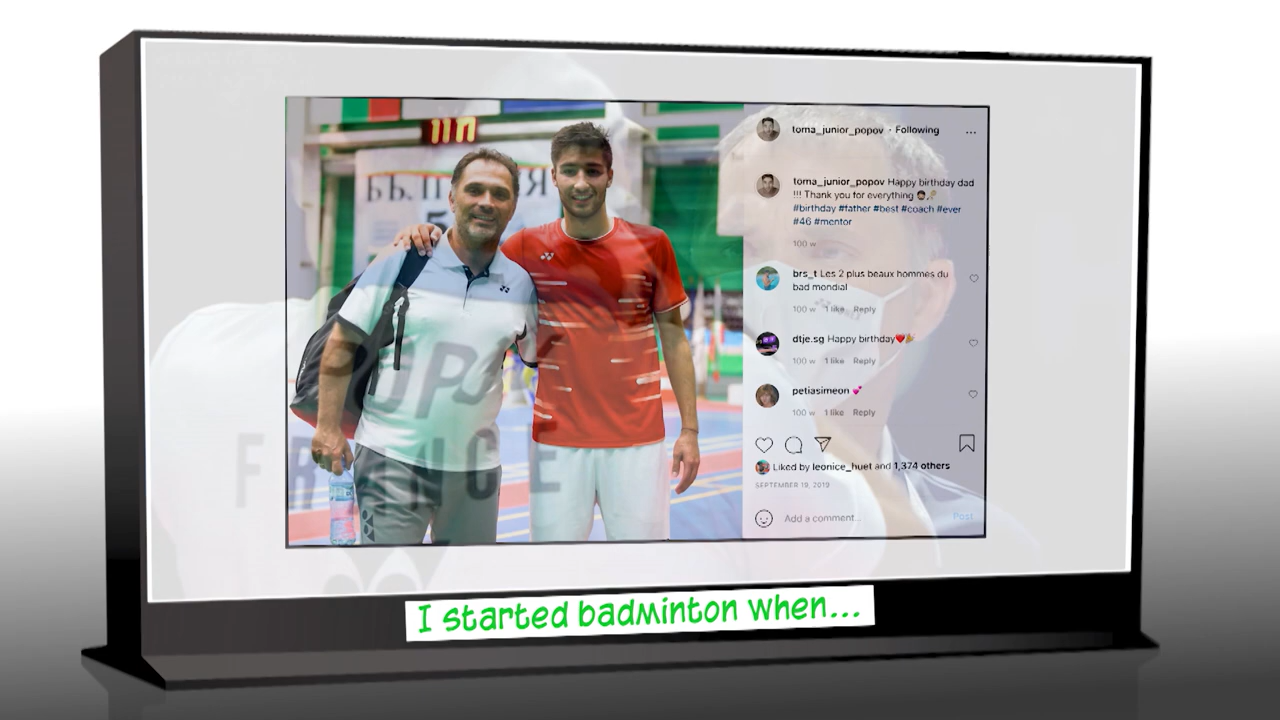 toma_junior_popov • Following
toma_junior_popov Happy birthday dad
!!! Thank you for everything
#birthday #father #best #coach #ever
#46 #mentor
100 w
brs_t Les 2 plus beaux hommes du
bad mondial
100 w 1 like Reply
dtje.sg Happy birthday
100 w 1 like Reply
petiasimeon
100 w 1 like Reply
Liked by leonice_huet and 1,374 others
SEPTEMBER 19, 2019
Add a comment...
Post
POPOV
FRANCE
I started badminton when...